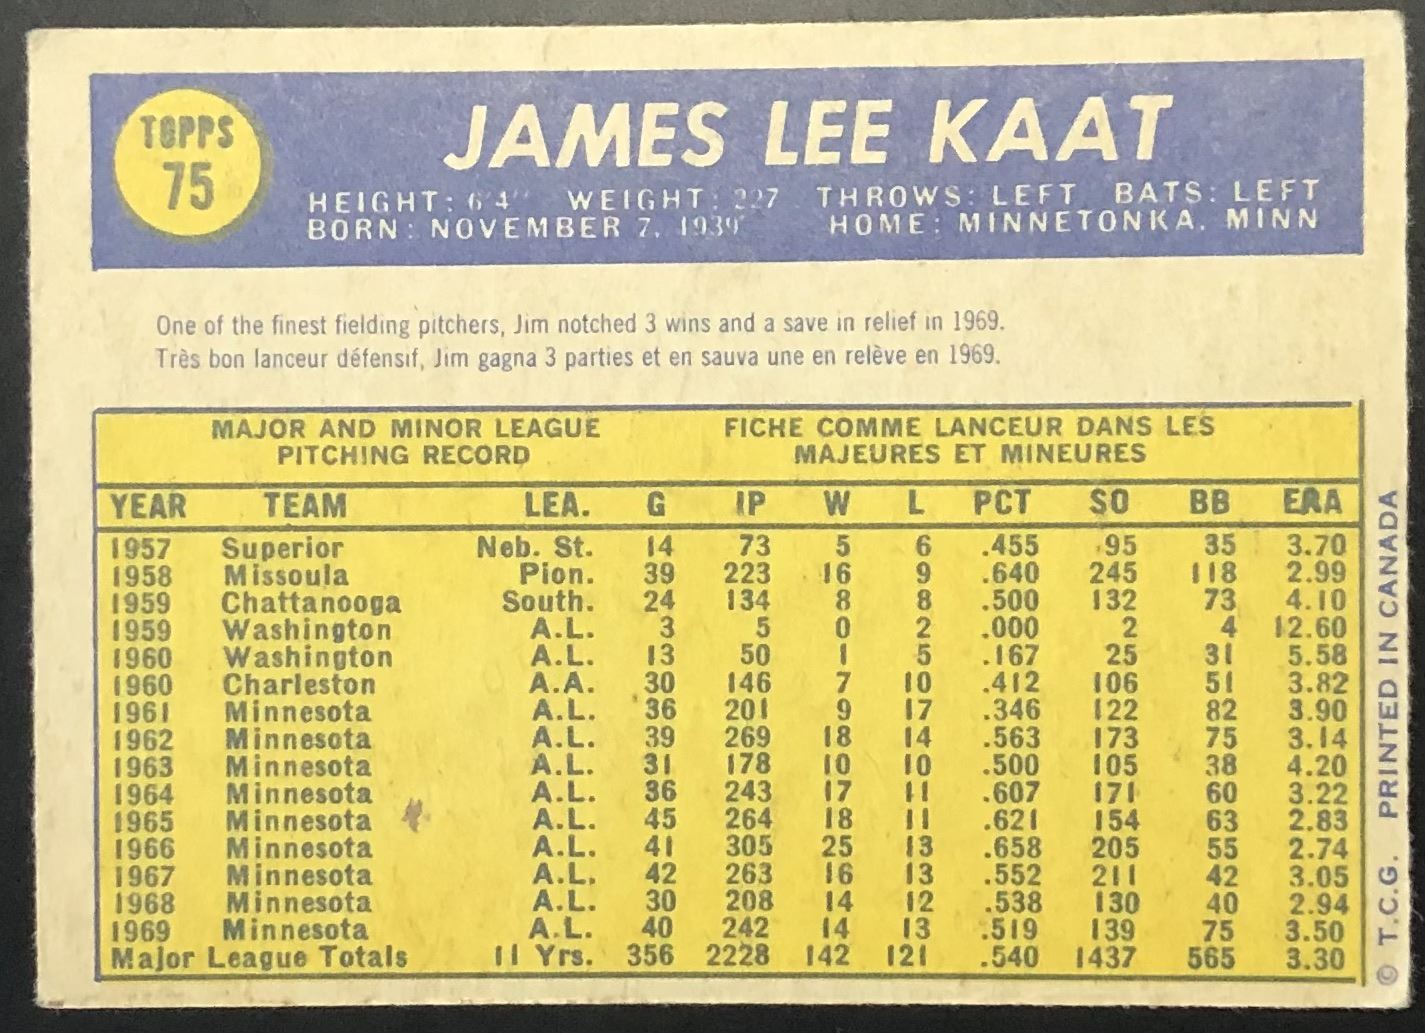 TOPPS
75
JAMES LEE KAAT
HEIGHT: 6'4" WEIGHT: 227 THROWS: LEFT BATS: LEFT
BORN: NOVEMBER 7, 1939 HOME: MINNETONKA, MINN
One of the finest fielding pitchers, Jim notched 3 wins and a save in relief in 1969.
Très bon lanceur défensif, Jim gagna 3 parties et en sauva une en relève en 1969.
MAJOR AND MINOR LEAGUE FICHE COMME LANCEUR DANS LES
PITCHING RECORD MAJEURES ET MINEURES
YEAR TEAM LEA. G IP W L PCT SO BB ERA
1957 Superior Neb. St. 14 73 5 6 .455 95 35 3.70
1958 Missoula Pion. 39 223 16 9 .640 245 118 2.99
1959 Chattanooga South. 24 134 8 8 .500 132 73 4.10
1959 Washington A.L. 3 5 0 2 .000 2 4 12.60
1960 Washington A.L. 13 50 1 5 .167 25 31 5.58
1960 Charleston A.A. 30 146 7 10 .412 106 51 3.82
1961 Minnesota A.L. 36 201 9 17 .346 122 82 3.90
1962 Minnesota A.L. 39 269 18 14 .563 173 75 3.14
1963 Minnesota A.L. 31 178 10 10 .500 105 38 4.20
1964 Minnesota A.L. 36 243 17 11 .607 171 60 3.22
1965 Minnesota A.L. 45 264 18 11 .621 154 63 2.83
1966 Minnesota A.L. 41 305 25 13 .658 205 55 2.74
1967 Minnesota A.L. 42 263 16 13 .552 211 42 3.05
1968 Minnesota A.L. 30 208 14 12 .538 130 40 2.94
1969 Minnesota A.L. 40 242 14 13 .519 139 75 3.50
Major League Totals 11 Yrs. 356 2228 142 121 .540 1437 565 3.30
© T.C.G. PRINTED IN CANADA